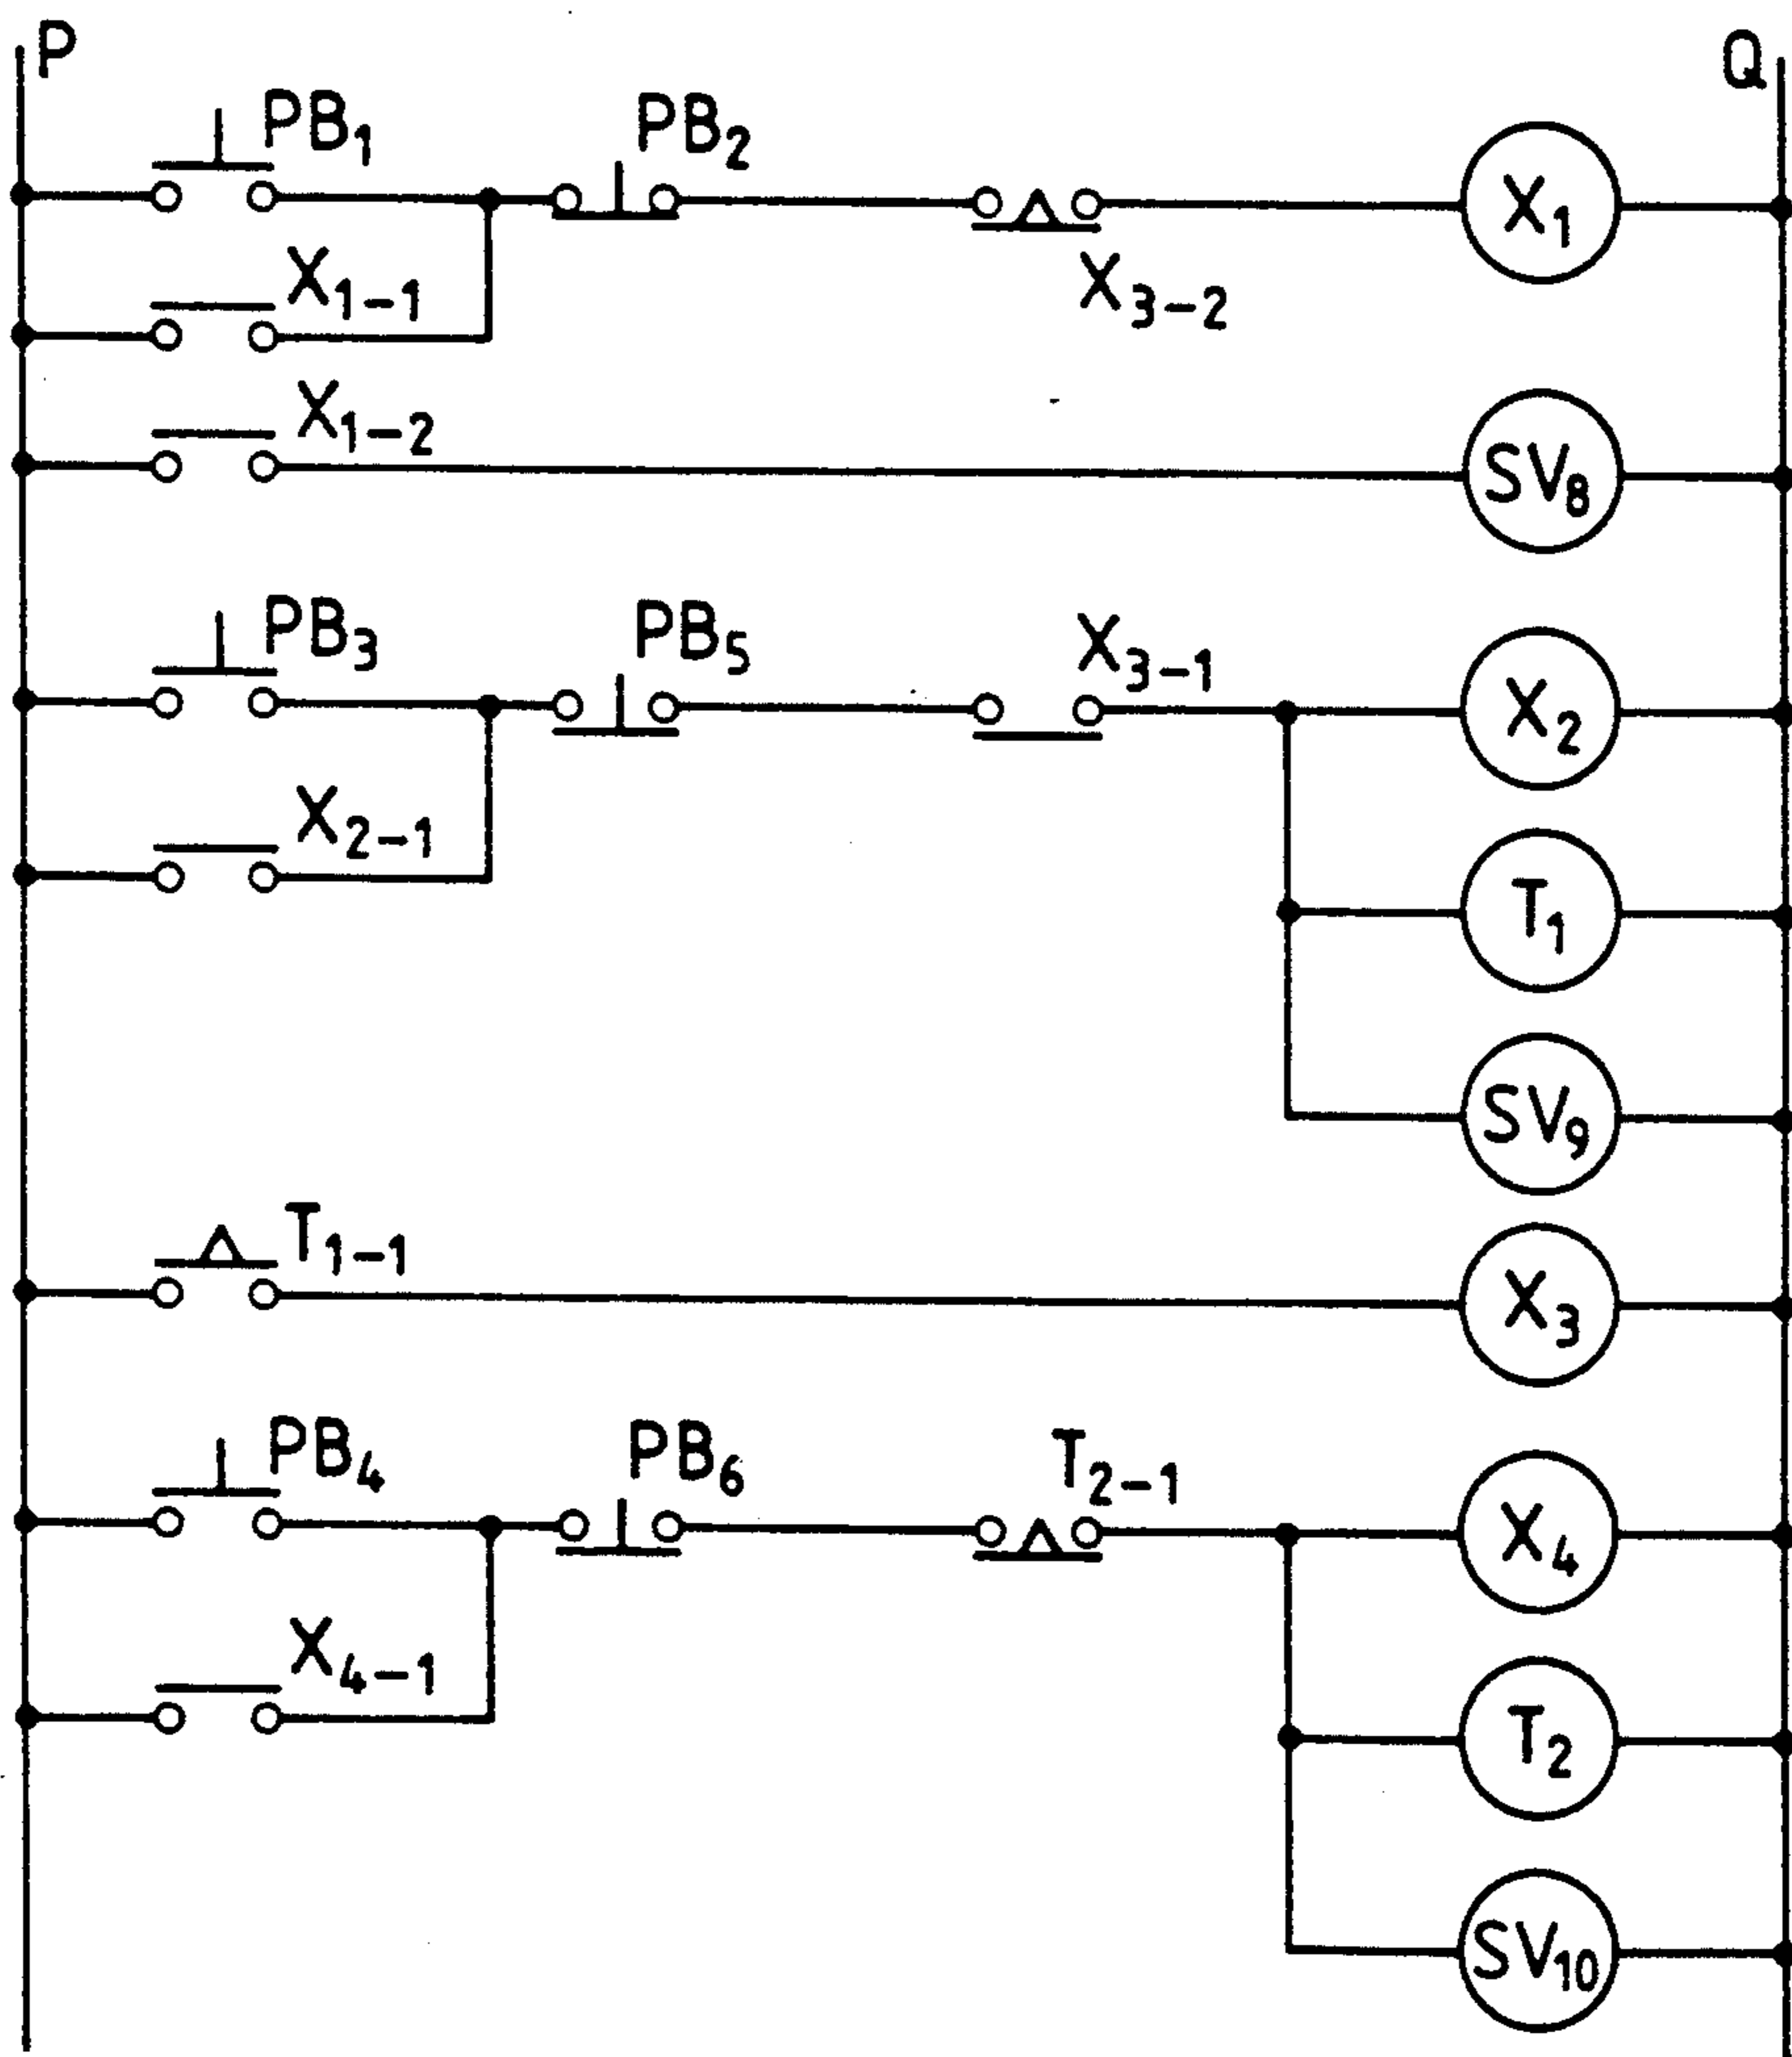 P Q
PB₁ PB₂ X₁
X₁₋₁ X₃₋₂
X₁₋₂ SV₈
PB₃ PB₅ X₃₋₁ X₂
X₂₋₁
T₁
SV₉
T₁₋₁ X₃
PB₄ PB₆ T₂₋₁ X₄
X₄₋₁
T₂
SV₁₀